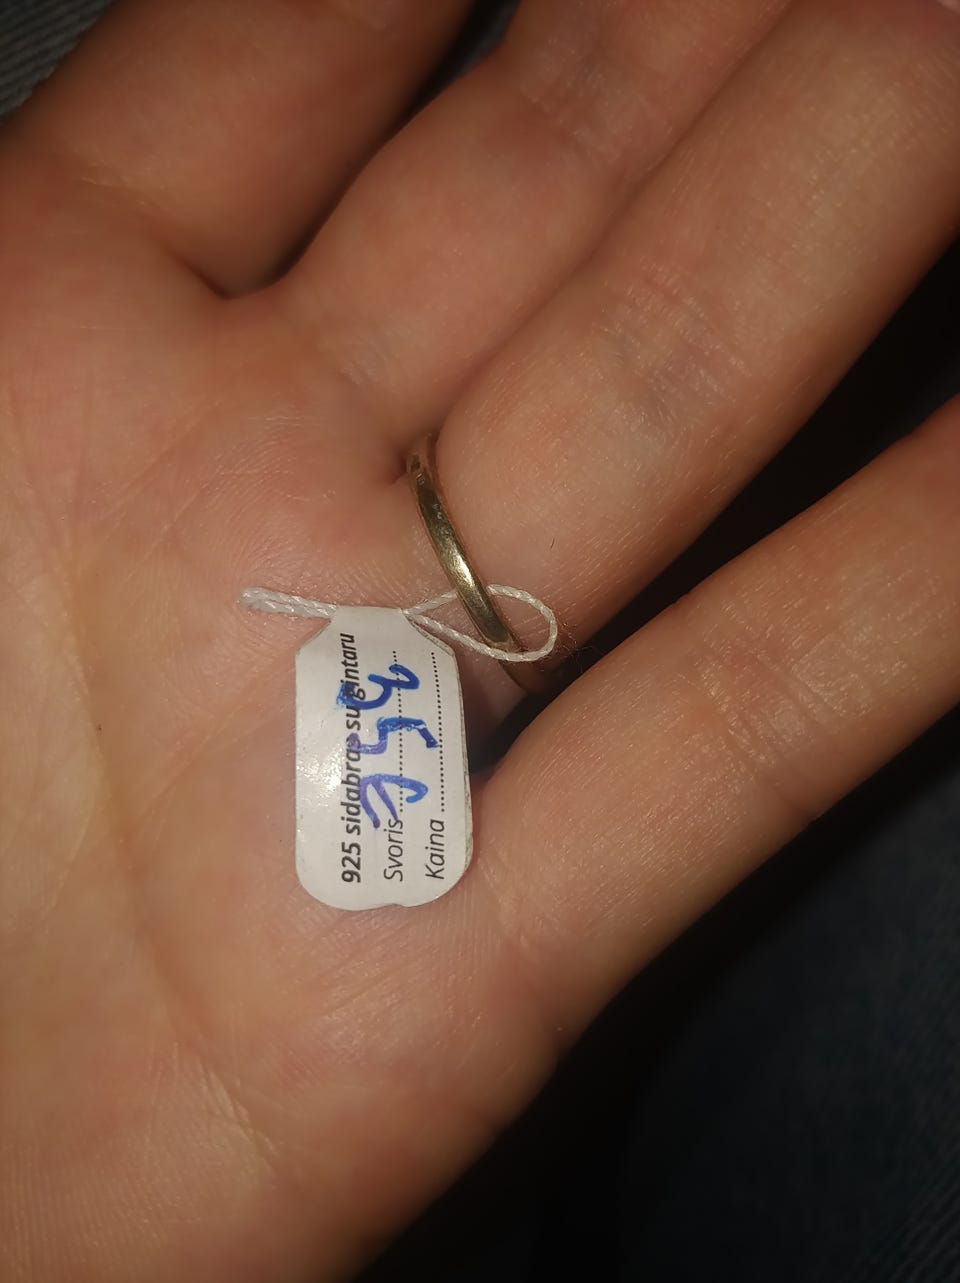 925 sidabras su gintaru
Svoris ..................
Kaina ..................
35 €